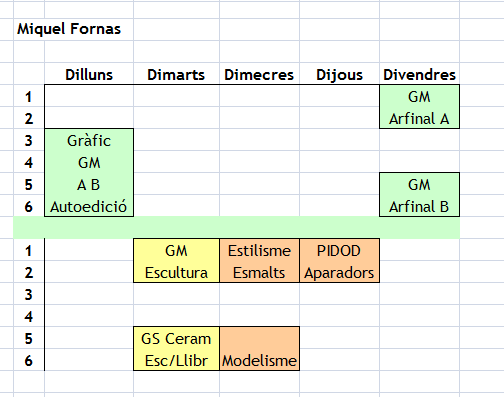 Miquel Fornas
Dilluns Dimarts Dimecres Dijous Divendres
1 GM
2 Arfinal A
3 Gràfic
4 GM
5 A B GM
6 Autoedició Arfinal B
1 GM Estilisme PIDOD
2 Escultura Esmalts Aparadors
3
4
5 GS Ceram
6 Esc/Llibr Modelisme